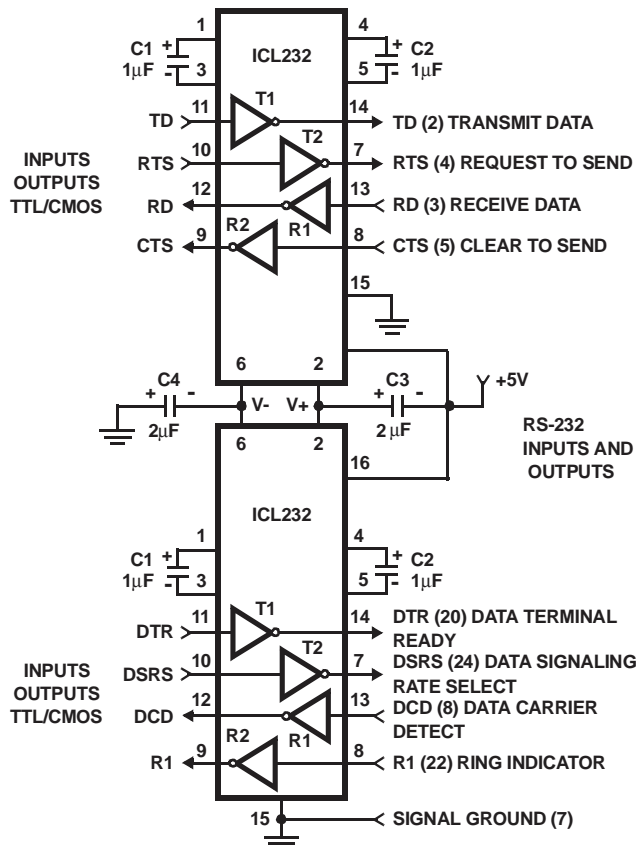 1
4
C1
+
1µF
-
3
ICL232
C2
+
1µF
-
5
11
T1
14
TD
TD (2) TRANSMIT DATA
10
T2
7
RTS
RTS (4) REQUEST TO SEND
INPUTS
OUTPUTS
TTL/CMOS
12
13
RD
R1
RD (3) RECEIVE DATA
9
R2
8
CTS
CTS (5) CLEAR TO SEND
15
6
2
C4
+
-
2µF
V-
V+
C3
+
-
2µF
+5V
6
2
16
RS-232
INPUTS AND
OUTPUTS
ICL232
1
4
C1
+
1µF
-
3
C2
+
1µF
-
5
11
T1
14
DTR
DTR (20) DATA TERMINAL
READY
10
T2
7
DSRS
DSRS (24) DATA SIGNALING
RATE SELECT
INPUTS
OUTPUTS
TTL/CMOS
12
13
DCD
R1
DCD (8) DATA CARRIER
DETECT
9
R2
8
R1
R1 (22) RING INDICATOR
15
SIGNAL GROUND (7)